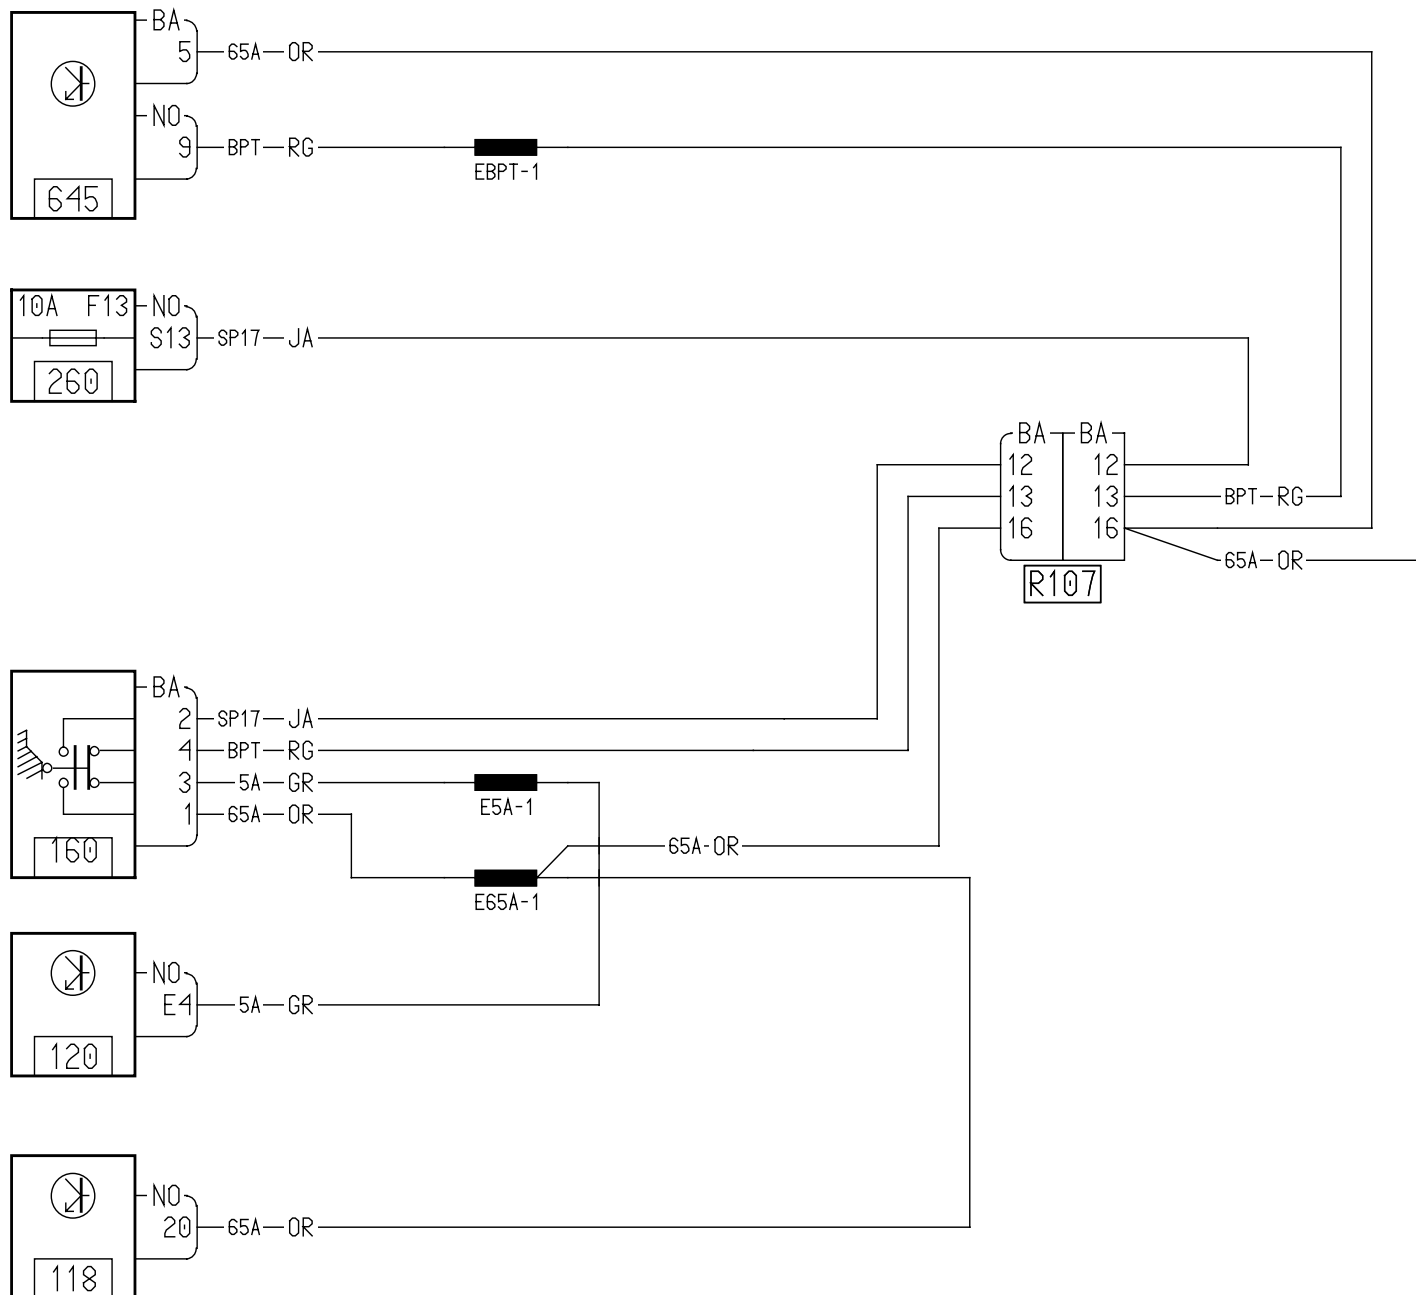 BA
5 65A OR
NO
9 BPT RG
EBPT-1
645
10A F13 NO
S13 SP17 JA
260
BA BA
12 12
13 13 BPT RG
16 16
65A OR
R107
BA
2 SP17 JA
4 BPT RG
3 5A GR
E5A-1
1 65A OR
65A-OR
160
E65A-1
NO
E4 5A GR
120
NO
20 65A OR
118